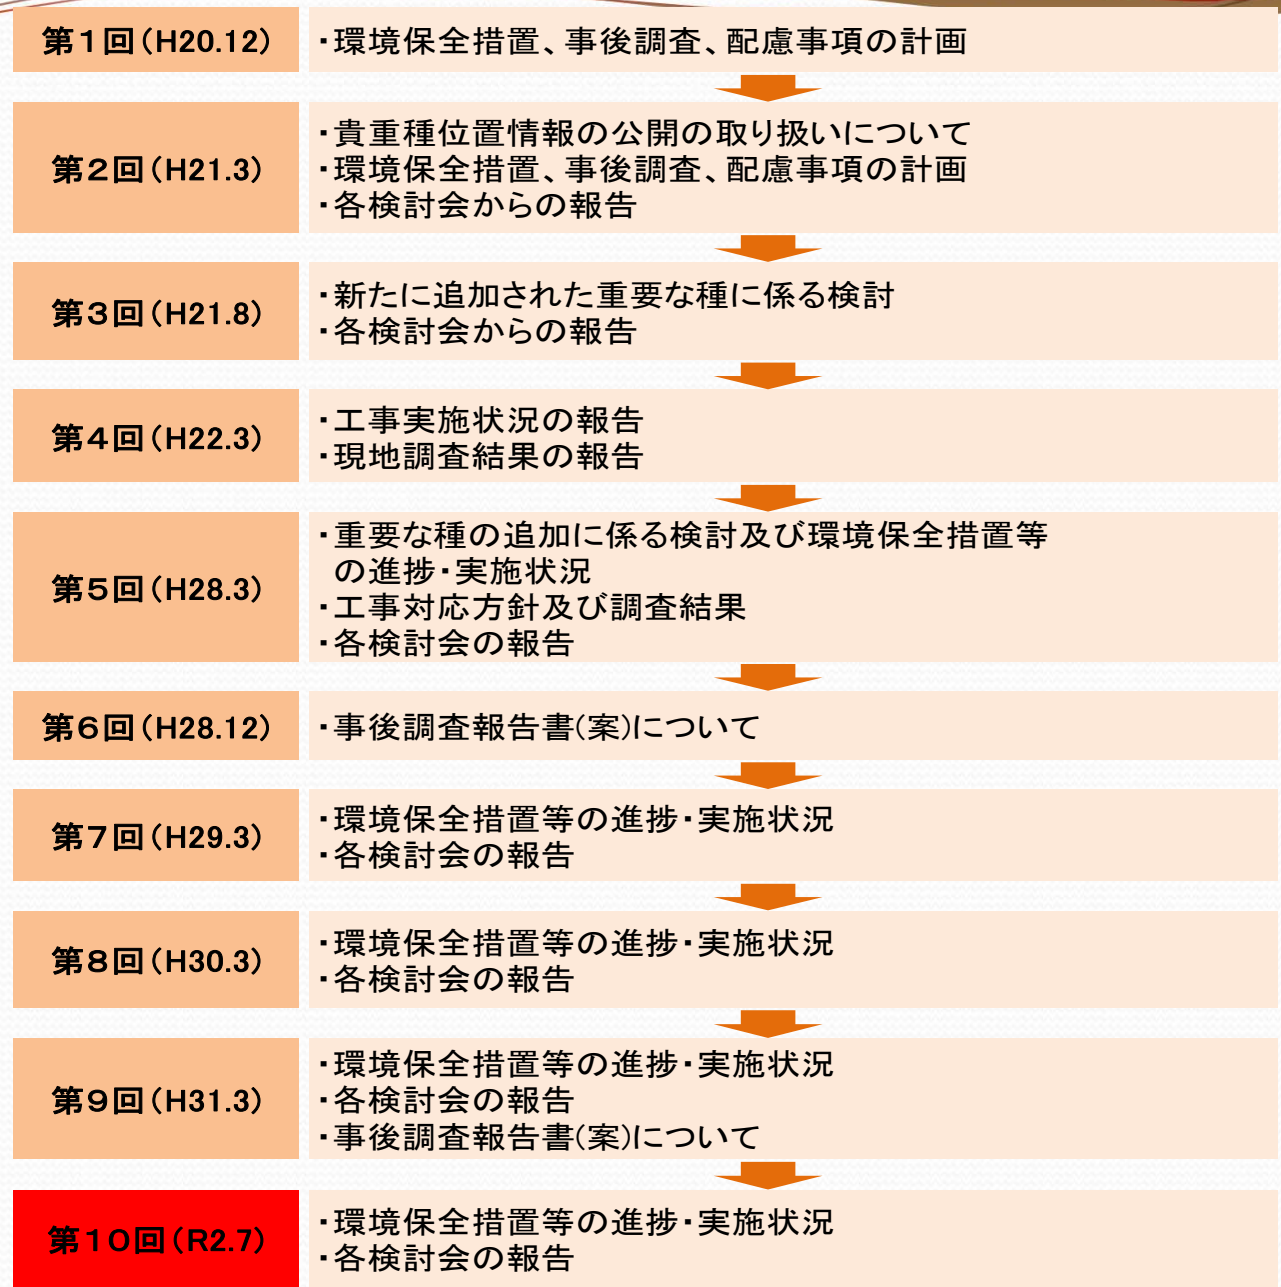 第1回(H20.12)
・環境保全措置、事後調査、配慮事項の計画
第2回(H21.3)
・貴重種位置情報の公開の取り扱いについて
・環境保全措置、事後調査、配慮事項の計画
・各検討会からの報告
第3回(H21.8)
・新たに追加された重要な種に係る検討
・各検討会からの報告
第4回(H22.3)
・工事実施状況の報告
・現地調査結果の報告
第5回(H28.3)
・重要な種の追加に係る検討及び環境保全措置等
の進捗・実施状況
・工事対応方針及び調査結果
・各検討会の報告
第6回(H28.12)
・事後調査報告書(案)について
第7回(H29.3)
・環境保全措置等の進捗・実施状況
・各検討会の報告
第8回(H30.3)
・環境保全措置等の進捗・実施状況
・各検討会の報告
第9回(H31.3)
・環境保全措置等の進捗・実施状況
・各検討会の報告
・事後調査報告書(案)について
第10回(R2.7)
・環境保全措置等の進捗・実施状況
・各検討会の報告